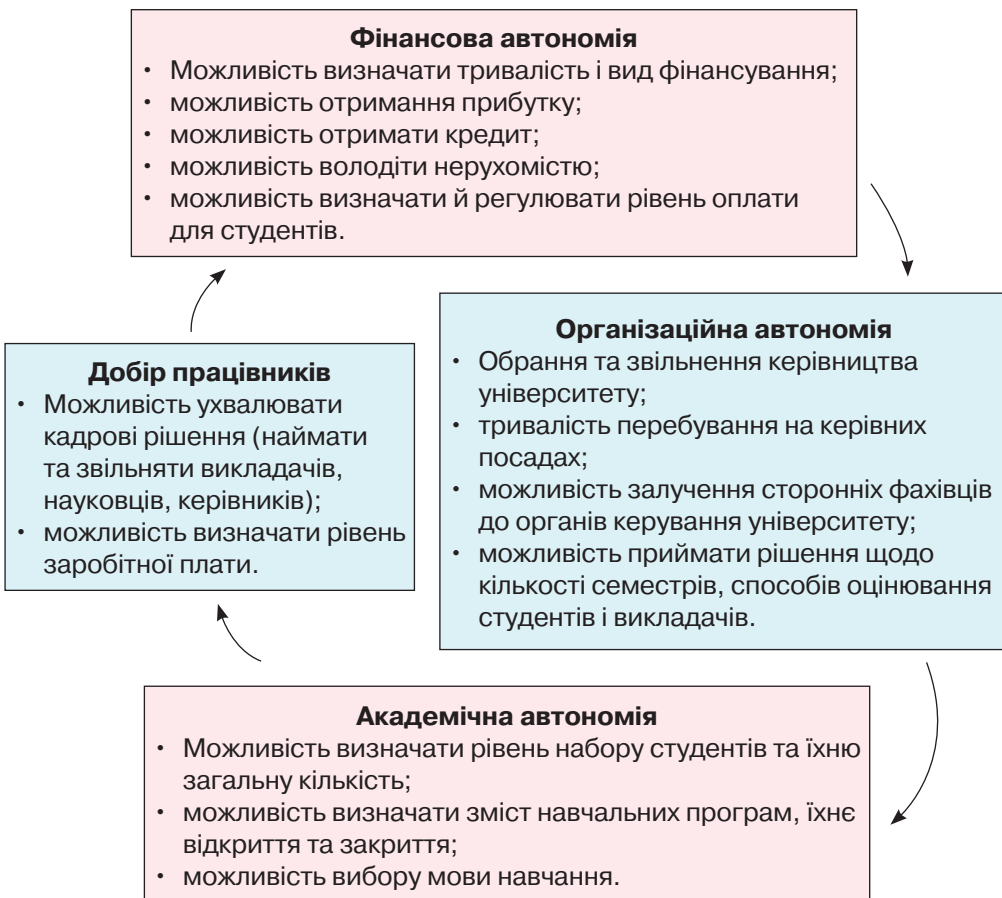 Фінансова автономія
• Можливість визначати тривалість і вид фінансування;
• можливість отримання прибутку;
• можливість отримати кредит;
• можливість володіти нерухомістю;
• можливість визначати й регулювати рівень оплати
для студентів.
Організаційна автономія
• Обрання та звільнення керівництва
університету;
• тривалість перебування на керівних
посадах;
• можливість залучення сторонніх фахівців
до органів керування університету;
• можливість приймати рішення щодо
кількості семестрів, способів оцінювання
студентів і викладачів.
Добір працівників
• Можливість ухвалювати
кадрові рішення (наймати
та звільняти викладачів,
науковців, керівників);
• можливість визначати рівень
заробітної плати.
Академічна автономія
• Можливість визначати рівень набору студентів та їхню
загальну кількість;
• можливість визначати зміст навчальних програм, їхнє
відкриття та закриття;
• можливість вибору мови навчання.